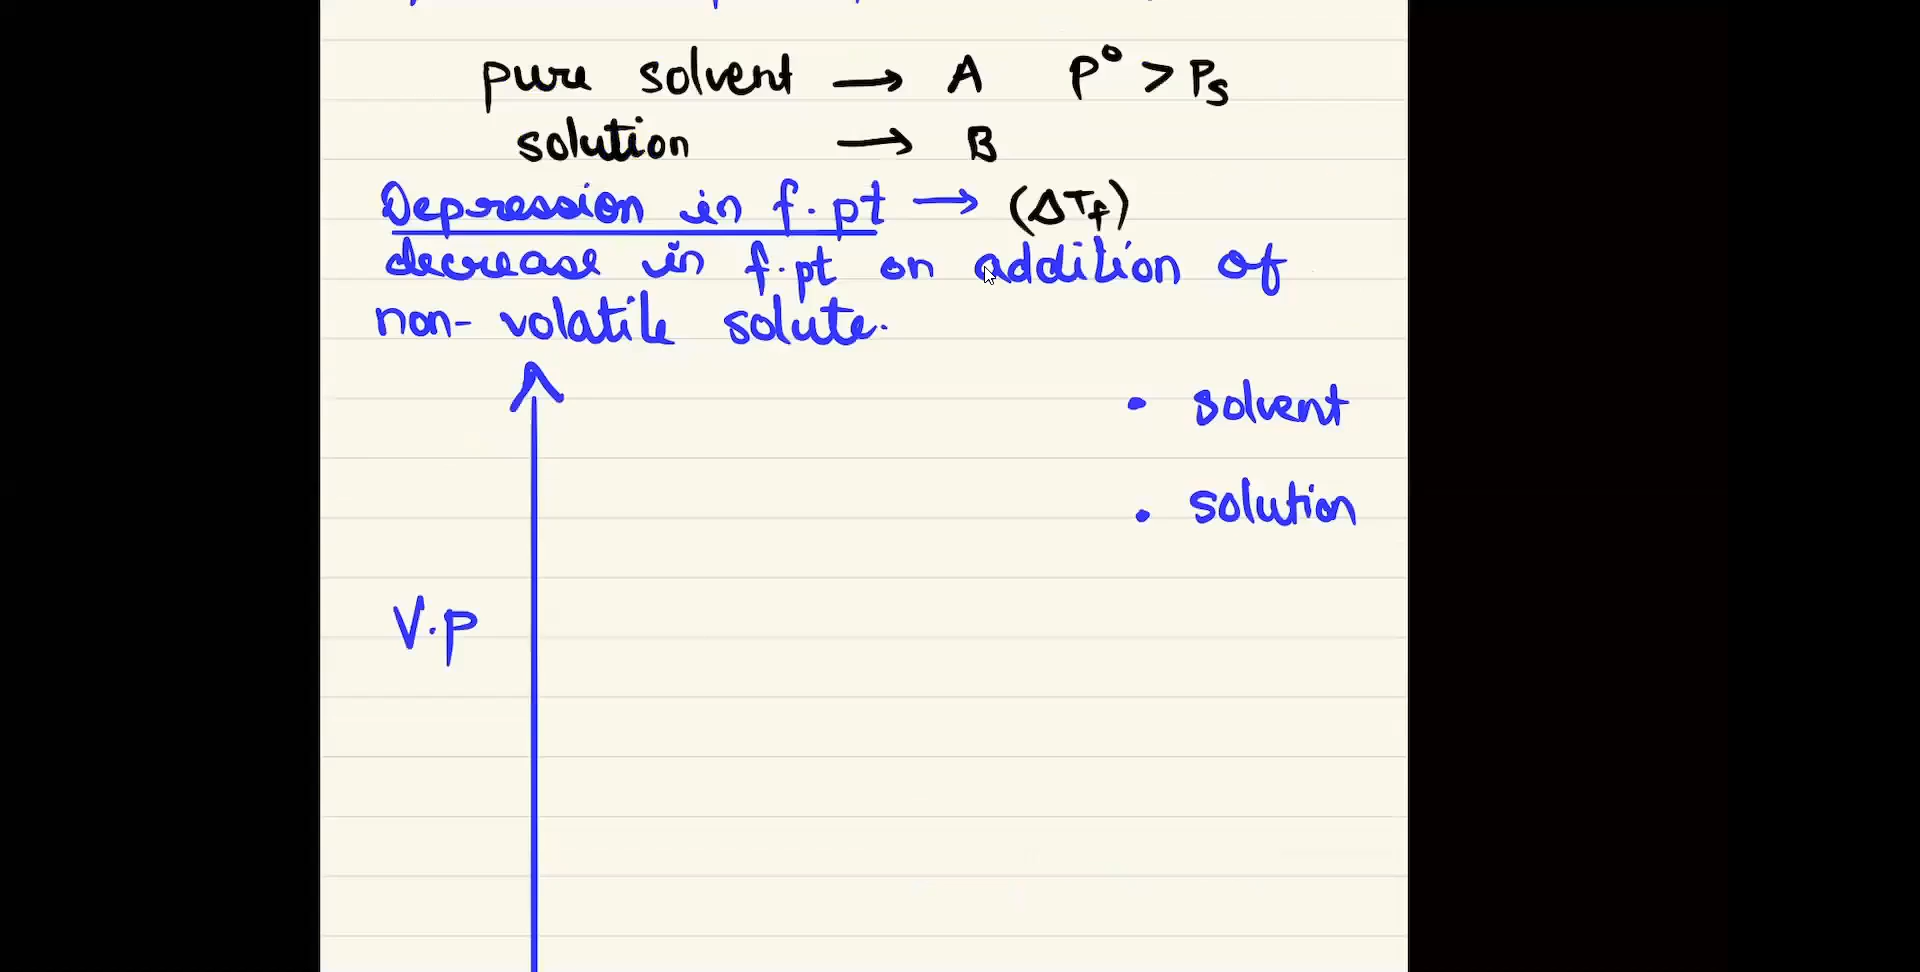 pure solvent → A P° > Ps
solution → B
Depression in f.pt → (ΔTf)
decrease in f.pt on addition of
non-volatile solute.
• solvent
• solution
V.p